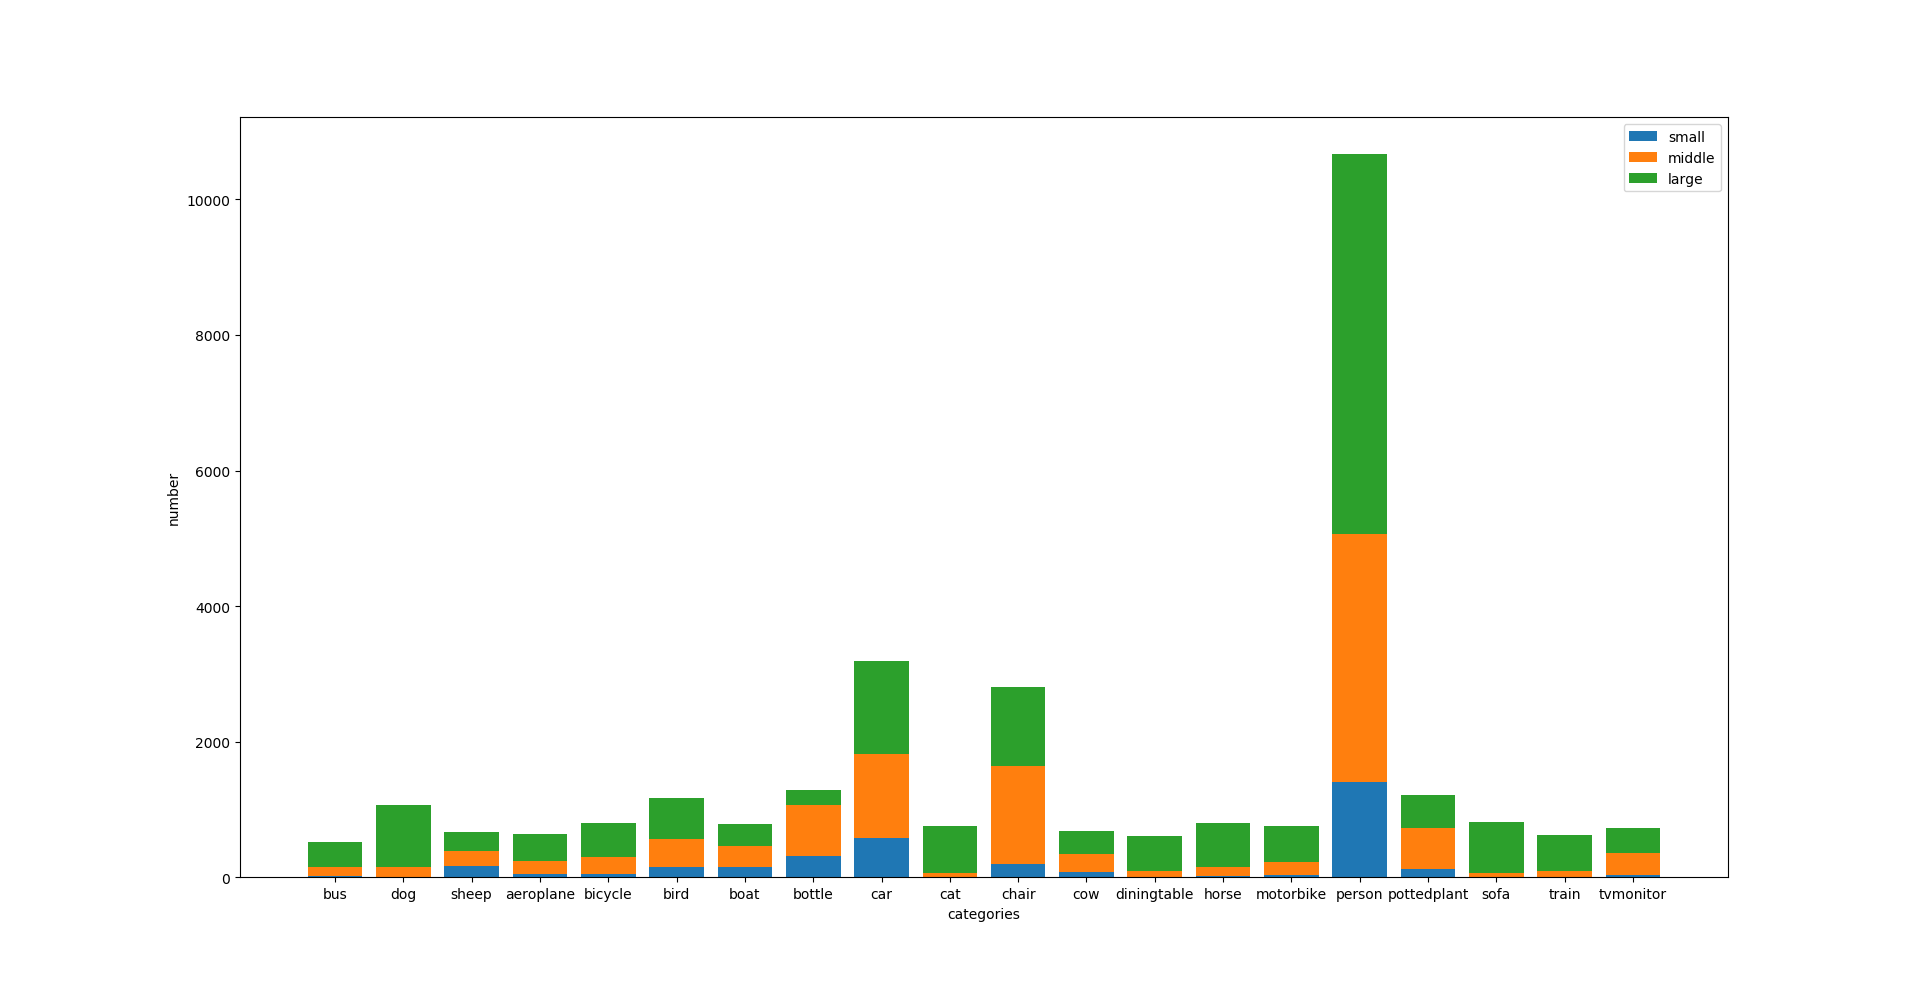 small
middle
large
10000
8000
6000
4000
2000
0
number
bus dog sheep aeroplane bicycle bird boat bottle car cat chair cow diningtable horse motorbike person pottedplant sofa train tvmonitor
categories